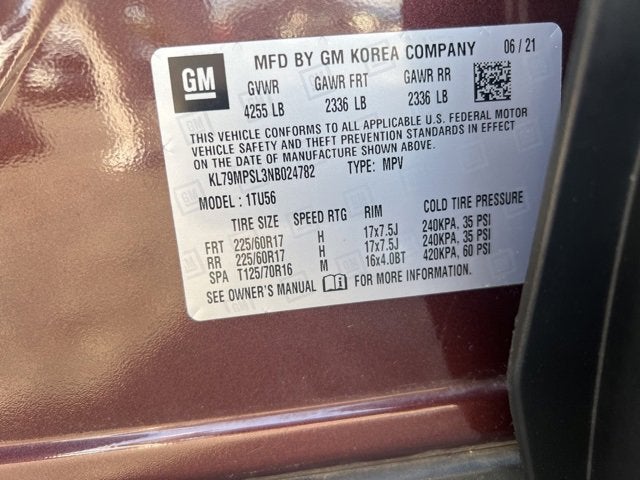 GM MFD BY GM KOREA COMPANY 06 / 21
GVWR GAWR FRT GAWR RR
4255 LB 2336 LB 2336 LB
THIS VEHICLE CONFORMS TO ALL APPLICABLE U.S. FEDERAL MOTOR
VEHICLE SAFETY AND THEFT PREVENTION STANDARDS IN EFFECT
ON THE DATE OF MANUFACTURE SHOWN ABOVE.
KL79MPSL3NB024782 TYPE: MPV
MODEL : 1TU56
TIRE SIZE SPEED RTG RIM COLD TIRE PRESSURE
FRT 225/60R17 H 17x7.5J 240KPA, 35 PSI
RR 225/60R17 H 17x7.5J 240KPA, 35 PSI
SPA T125/70R16 M 16x4.0BT 420KPA, 60 PSI
SEE OWNER'S MANUAL FOR MORE INFORMATION.